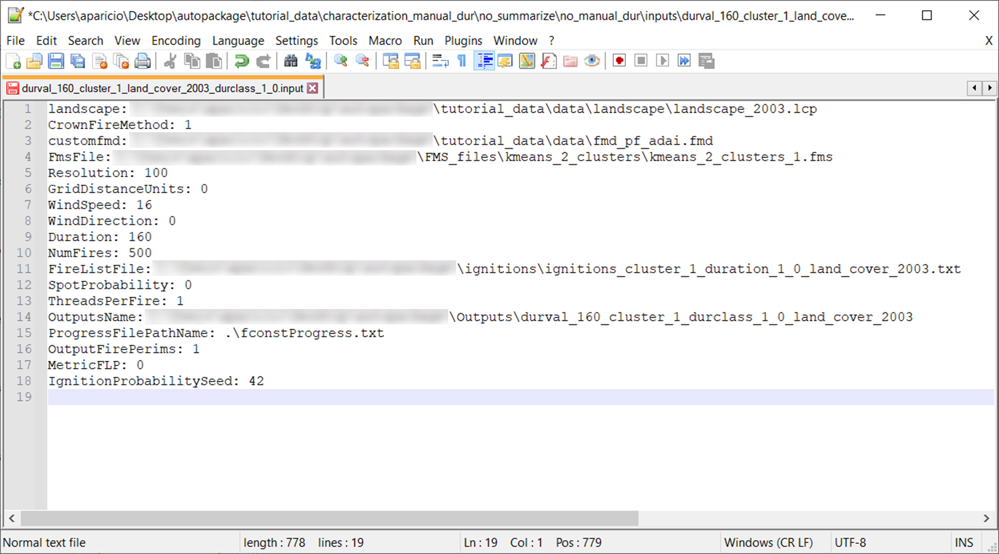 *C:\Users\aparicio\Desktop\autopackage\tutorial_data\characterization_manual_dur\no_summarize\no_manual_dur\inputs\durval_160_cluster_1_land_cove...
File Edit Search View Encoding Language Settings Tools Macro Run Plugins Window ? X
durval_160_cluster_1_land_cover_2003_durclass_1_0.input
1 landscape: \tutorial_data\data\landscape\landscape_2003.lcp
2 CrownFireMethod: 1
3 customfmd: \tutorial_data\data\fmd_pf_adai.fmd
4 FmsFile: \FMS_files\kmeans_2_clusters\kmeans_2_clusters_1.fms
5 Resolution: 100
6 GridDistanceUnits: 0
7 WindSpeed: 16
8 WindDirection: 0
9 Duration: 160
10 NumFires: 500
11 FireListFile: \ignitions\ignitions_cluster_1_duration_1_0_land_cover_2003.txt
12 SpotProbability: 0
13 ThreadsPerFire: 1
14 OutputsName: \Outputs\durval_160_cluster_1_durclass_1_0_land_cover_2003
15 ProgressFilePathName: .\fconstProgress.txt
16 OutputFirePerims: 1
17 MetricFLP: 0
18 IgnitionProbabilitySeed: 42
19
Normal text file length : 778 lines : 19 Ln : 19 Col : 1 Pos : 779 Windows (CR LF) UTF-8 INS